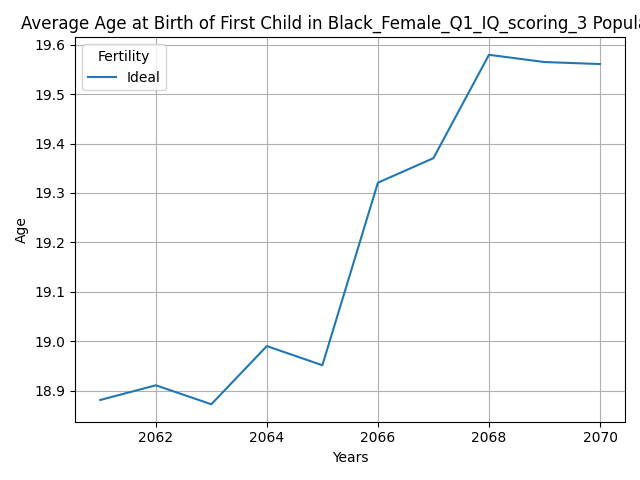 Average Age at Birth of First Child in Black_Female_Q1_IQ_scoring_3 Popula
Fertility
Ideal
19.6
19.5
19.4
19.3
19.2
19.1
19.0
18.9
Age
2062 2064 2066 2068 2070
Years